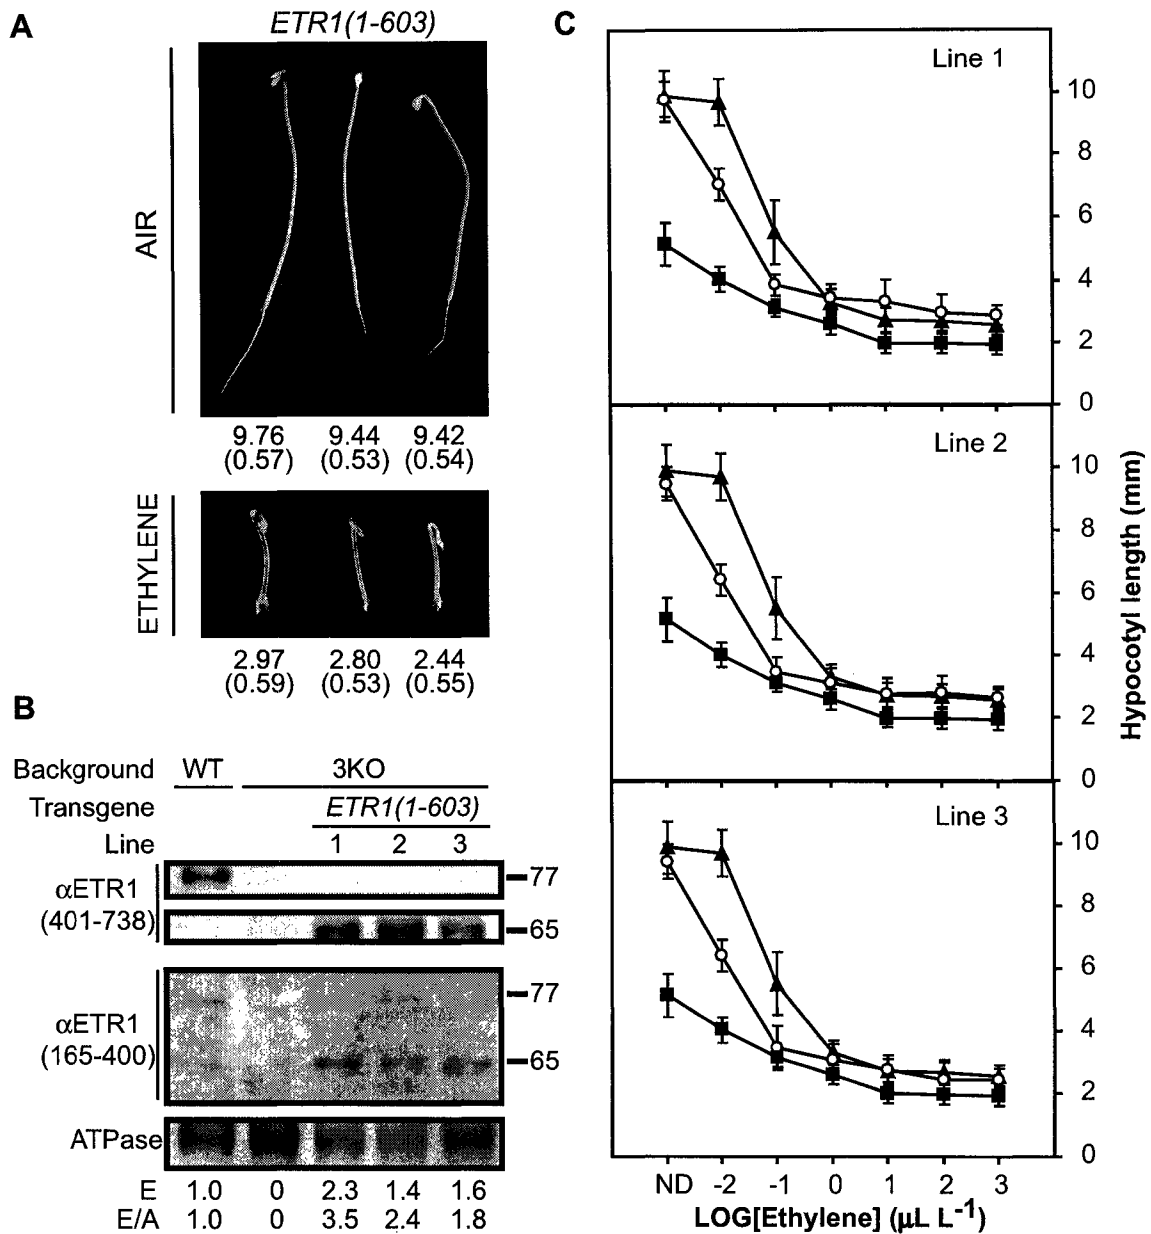 A
ETR1(1-603)
AIR
9.76 9.44 9.42
(0.57) (0.53) (0.54)
ETHYLENE
2.97 2.80 2.44
(0.59) (0.53) (0.55)
B
Background WT 3KO
Transgene ETR1(1-603)
Line 1 2 3
αETR1
(401-738)
77
65
αETR1
(165-400)
77
65
ATPase
E 1.0 0 2.3 1.4 1.6
E/A 1.0 0 3.5 2.4 1.8
C
Line 1
10
8
6
4
2
0
Line 2
10
8
6
4
2
0
Line 3
10
8
6
4
2
0
Hypocotyl length (mm)
ND -2 -1 0 1 2 3
LOG[Ethylene] (μL L-1)